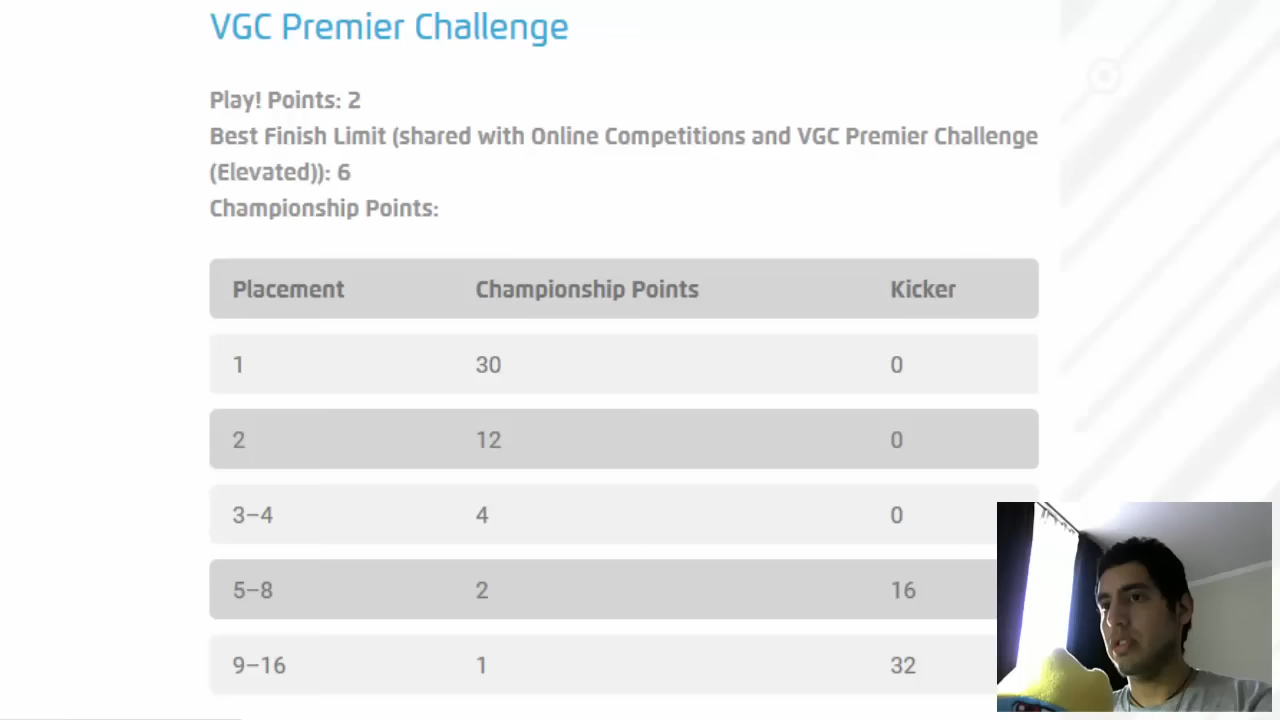 VGC Premier Challenge
Play! Points: 2
Best Finish Limit (shared with Online Competitions and VGC Premier Challenge
(Elevated)): 6
Championship Points:
Placement Championship Points Kicker
1 30 0
2 12 0
3–4 4 0
5–8 2 16
9–16 1 32